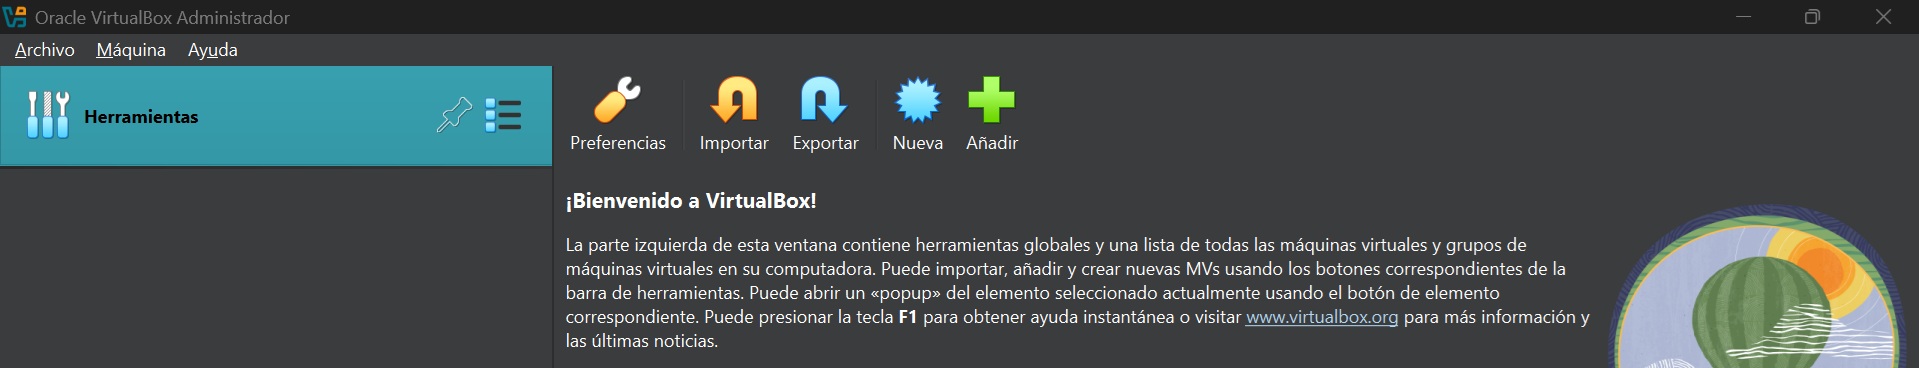 Oracle VirtualBox Administrador
Archivo Máquina Ayuda
Herramientas
Preferencias Importar Exportar Nueva Añadir
¡Bienvenido a VirtualBox!
La parte izquierda de esta ventana contiene herramientas globales y una lista de todas las máquinas virtuales y grupos de
máquinas virtuales en su computadora. Puede importar, añadir y crear nuevas MVs usando los botones correspondientes de la
barra de herramientas. Puede abrir un «popup» del elemento seleccionado actualmente usando el botón de elemento
correspondiente. Puede presionar la tecla F1 para obtener ayuda instantánea o visitar www.virtualbox.org para más información y
las últimas noticias.